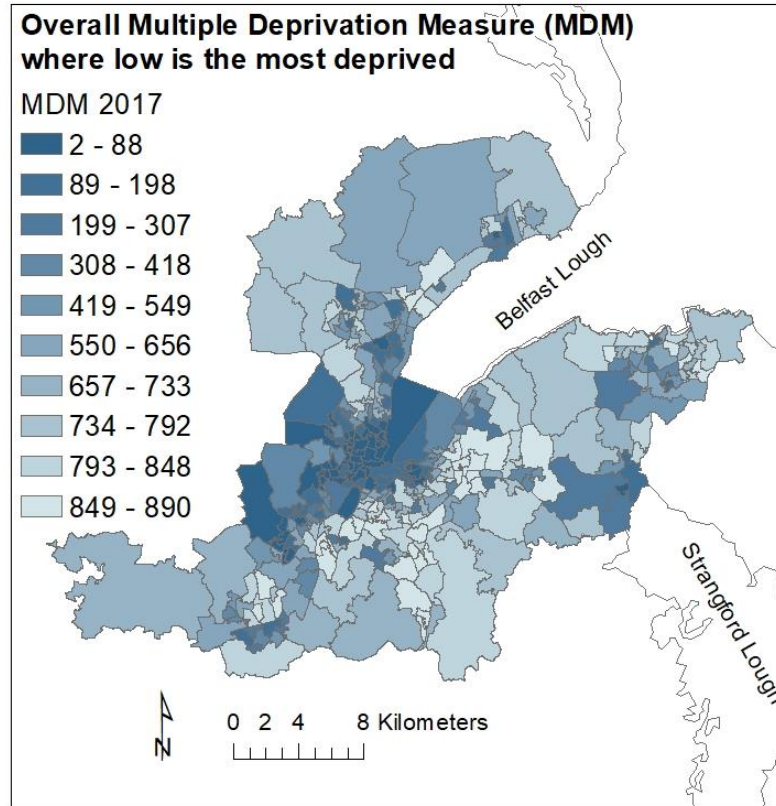 Overall Multiple Deprivation Measure (MDM)
where low is the most deprived
MDM 2017
2 - 88
89 - 198
199 - 307
308 - 418
419 - 549
550 - 656
657 - 733
734 - 792
793 - 848
849 - 890
Belfast Lough
Strangford Lough
N
0 2 4 8 Kilometers